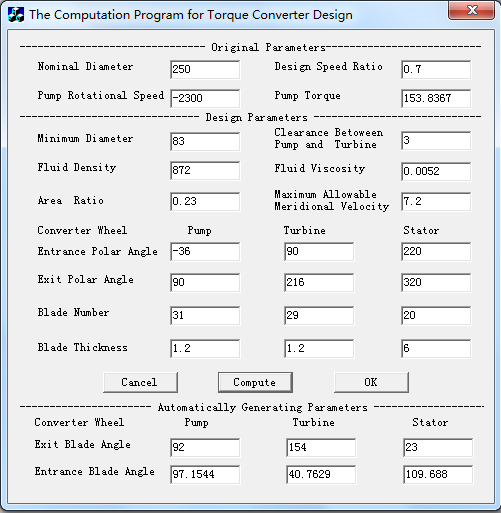 The Computation Program for Torque Converter Design
Original Parameters
Nominal Diameter 250 Design Speed Ratio 0.7
Pump Rotational Speed -2300 Pump Torque 153.8367
Design Parameters
Minimum Diameter 83 Clearance Betoween
Pump and Turbine 3
Fluid Density 872 Fluid Viscosity 0.0052
Area Ratio 0.23 Maximum Allowable
Meridional Velocity 7.2
Converter Wheel Pump Turbine Stator
Entrance Polar Angle -36 90 220
Exit Polar Angle 90 216 320
Blade Number 31 29 20
Blade Thickness 1.2 1.2 6
Cancel Compute OK
Automatically Generating Parameters
Converter Wheel Pump Turbine Stator
Exit Blade Angle 92 154 23
Entrance Blade Angle 97.1544 40.7629 109.688